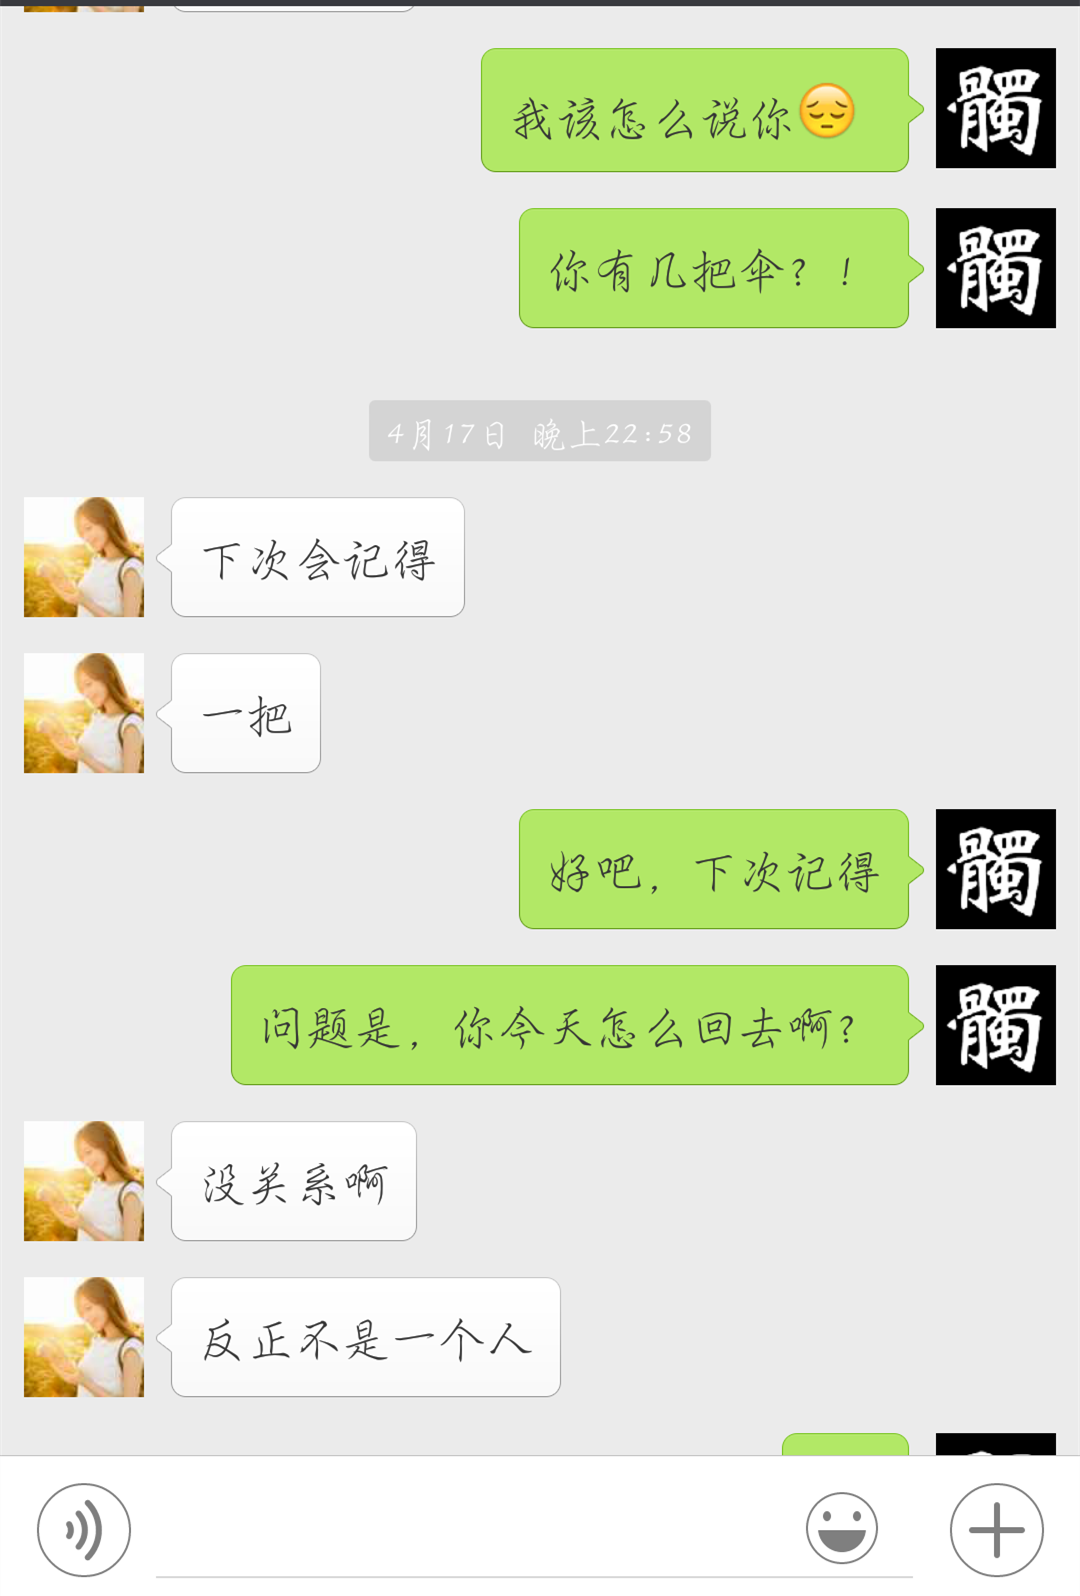 我该怎么说你😔
髑
你有几把伞？！
髑
4月17日 晚上22:58
下次会记得
一把
好吧，下次记得
髑
问题是，你今天怎么回去啊？
髑
没关系啊
反正不是一个人